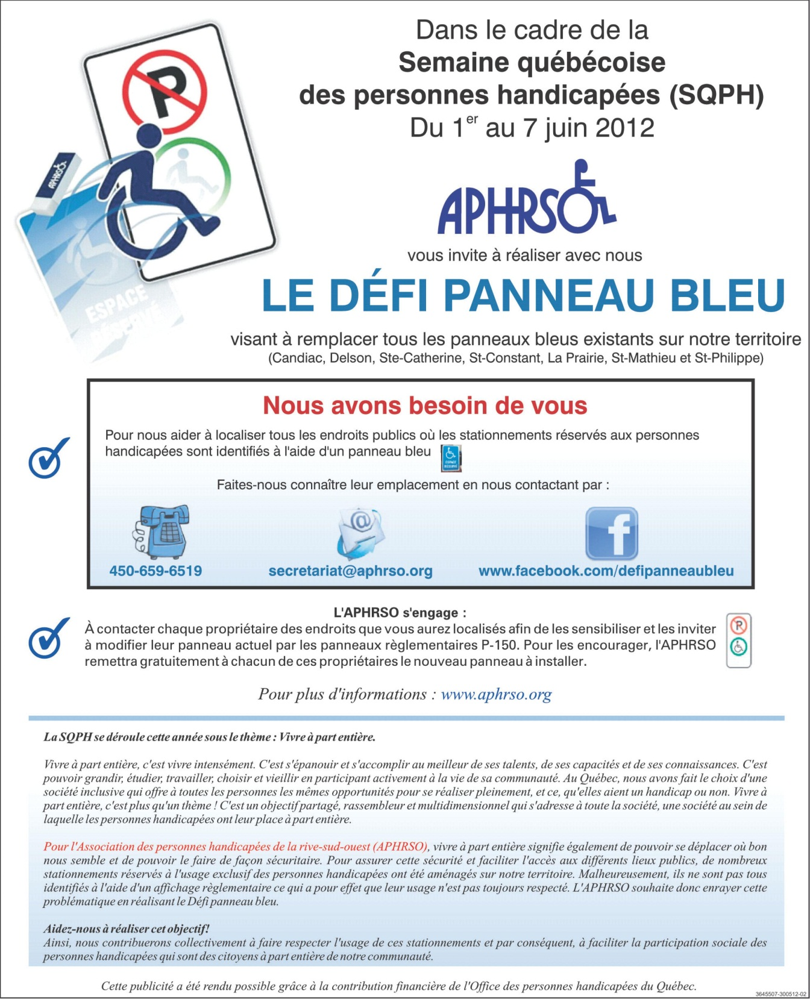 Dans le cadre de la
Semaine québécoise
des personnes handicapées (SQPH)
Du 1er au 7 juin 2012
P
APHRSO
APHRSO
vous invite à réaliser avec nous
LE DÉFI PANNEAU BLEU
ESPACE
RÉSERVÉ
visant à remplacer tous les panneaux bleus existants sur notre territoire
(Candiac, Delson, Ste-Catherine, St-Constant, La Prairie, St-Mathieu et St-Philippe)
Nous avons besoin de vous
Pour nous aider à localiser tous les endroits publics où les stationnements réservés aux personnes
handicapées sont identifiés à l'aide d'un panneau bleu
ESPACE
RÉSERVÉ
Faites-nous connaître leur emplacement en nous contactant par :
@
f
450-659-6519
secretariat@aphrso.org
www.facebook.com/defipanneaubleu
L'APHRSO s'engage :
À contacter chaque propriétaire des endroits que vous aurez localisés afin de les sensibiliser et les inviter
à modifier leur panneau actuel par les panneaux règlementaires P-150. Pour les encourager, l'APHRSO
remettra gratuitement à chacun de ces propriétaires le nouveau panneau à installer.
P
Pour plus d'informations : www.aphrso.org
La SQPH se déroule cette année sous le thème : Vivre à part entière.
Vivre à part entière, c'est vivre intensément. C'est s'épanouir et s'accomplir au meilleur de ses talents, de ses capacités et de ses connaissances. C'est
pouvoir grandir, étudier, travailler, choisir et vieillir en participant activement à la vie de sa communauté. Au Québec, nous avons fait le choix d'une
société inclusive qui offre à toutes les personnes les mêmes opportunités pour se réaliser pleinement, et ce, qu'elles aient un handicap ou non. Vivre à
part entière, c'est plus qu'un thème ! C'est un objectif partagé, rassembleur et multidimensionnel qui s'adresse à toute la société, une société au sein de
laquelle les personnes handicapées ont leur place à part entière.
Pour l'Association des personnes handicapées de la rive-sud-ouest (APHRSO), vivre à part entière signifie également de pouvoir se déplacer où bon
nous semble et de pouvoir le faire de façon sécuritaire. Pour assurer cette sécurité et faciliter l'accès aux différents lieux publics, de nombreux
stationnements réservés à l'usage exclusif des personnes handicapées ont été aménagés sur notre territoire. Malheureusement, ils ne sont pas tous
identifiés à l'aide d'un affichage règlementaire ce qui a pour effet que leur usage n'est pas toujours respecté. L'APHRSO souhaite donc enrayer cette
problématique en réalisant le Défi panneau bleu.
Aidez-nous à réaliser cet objectif!
Ainsi, nous contribuerons collectivement à faire respecter l'usage de ces stationnements et par conséquent, à faciliter la participation sociale des
personnes handicapées qui sont des citoyens à part entière de notre communauté.
Cette publicité a été rendu possible grâce à la contribution financière de l'Office des personnes handicapées du Québec.
3645507-300512-02